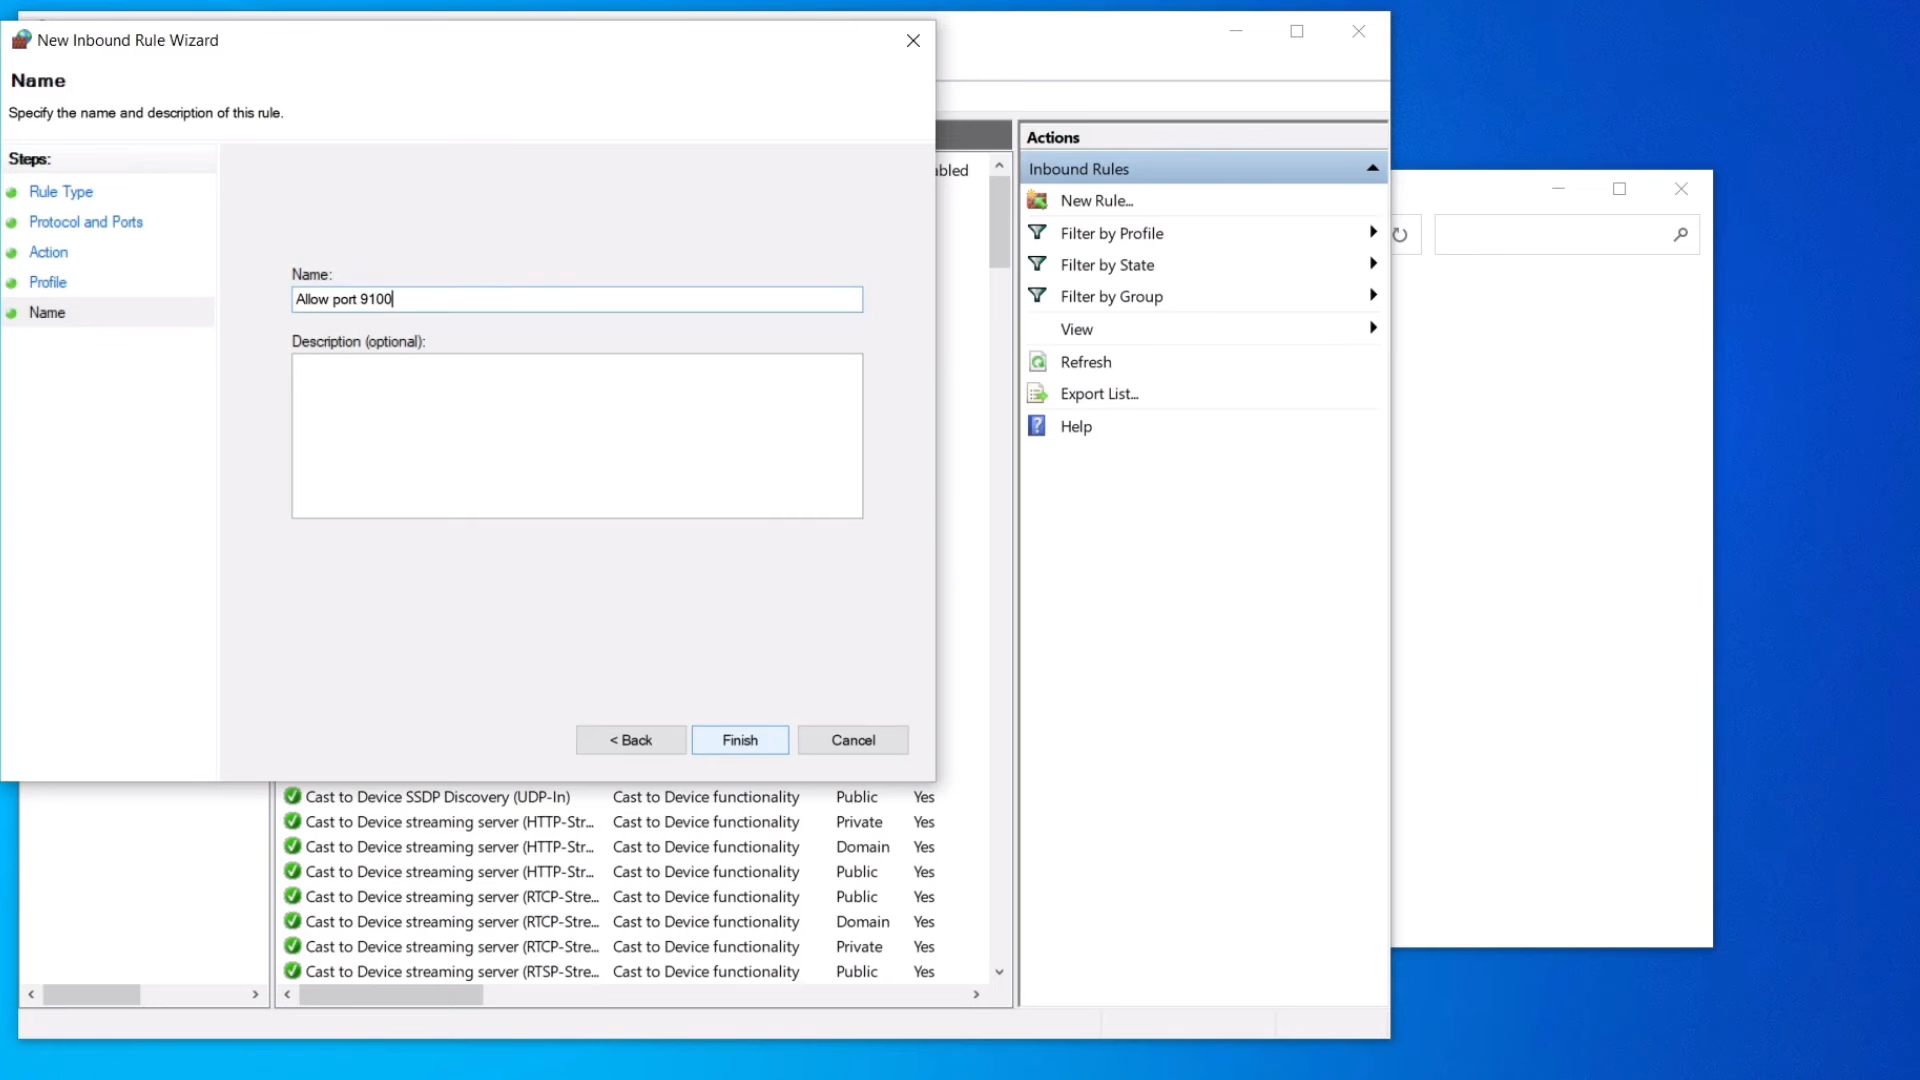 New Inbound Rule Wizard
Name
Specify the name and description of this rule.
Steps:
Rule Type
Protocol and Ports
Action
Profile
Name
Name:
Allow port 9100
Description (optional):
< Back
Finish
Cancel
abled
Cast to Device SSDP Discovery (UDP-In) Cast to Device functionality Public Yes
Cast to Device streaming server (HTTP-Str... Cast to Device functionality Private Yes
Cast to Device streaming server (HTTP-Str... Cast to Device functionality Domain Yes
Cast to Device streaming server (HTTP-Str... Cast to Device functionality Public Yes
Cast to Device streaming server (RTCP-Stre... Cast to Device functionality Public Yes
Cast to Device streaming server (RTCP-Stre... Cast to Device functionality Domain Yes
Cast to Device streaming server (RTCP-Stre... Cast to Device functionality Private Yes
Cast to Device streaming server (RTSP-Stre... Cast to Device functionality Public Yes
Actions
Inbound Rules
New Rule...
Filter by Profile
Filter by State
Filter by Group
View
Refresh
Export List...
Help